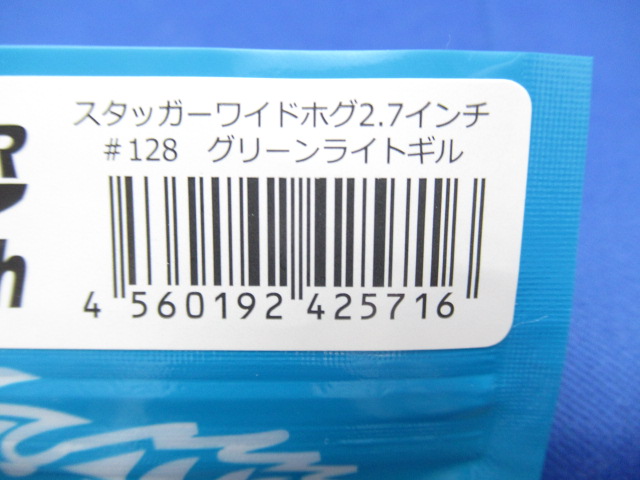 スタッガーワイドホグ2.7インチ
#128　グリーンライトギル
R
h
4 560192 425716